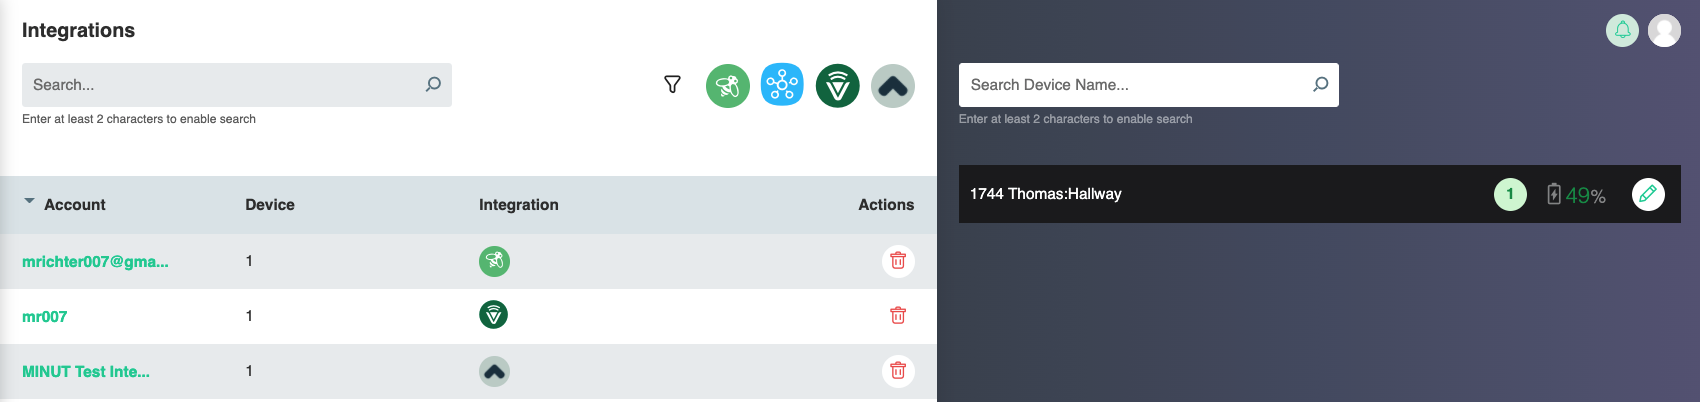 Integrations
Search...
Enter at least 2 characters to enable search
Account Device Integration Actions
mrichter007@gma... 1
mr007 1
MINUT Test Inte... 1
Search Device Name...
Enter at least 2 characters to enable search
1744 Thomas:Hallway 1 49%